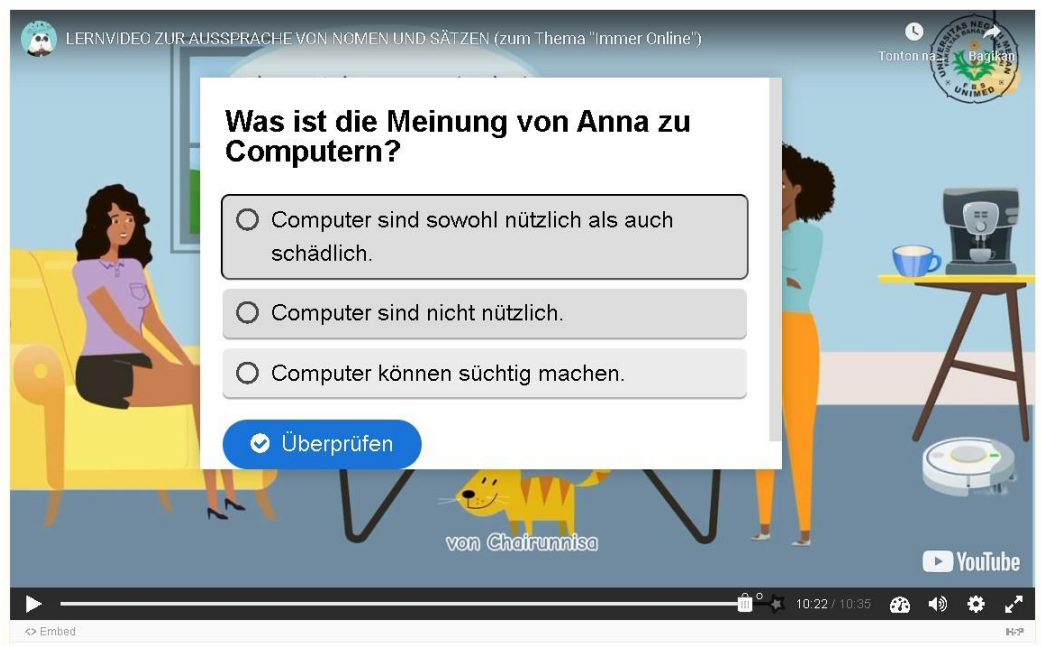 LERNVIDEO ZUR AUSSPRACHE VON NOMEN UND SÄTZEN (zum Thema "Immer Online")
Tonton na...
Bagikan
UNIMED
Was ist die Meinung von Anna zu
Computern?
Computer sind sowohl nützlich als auch
schädlich.
Computer sind nicht nützlich.
Computer können süchtig machen.
Überprüfen
von Chairunnisa
YouTube
10:22 / 10:35
<> Embed
H5P